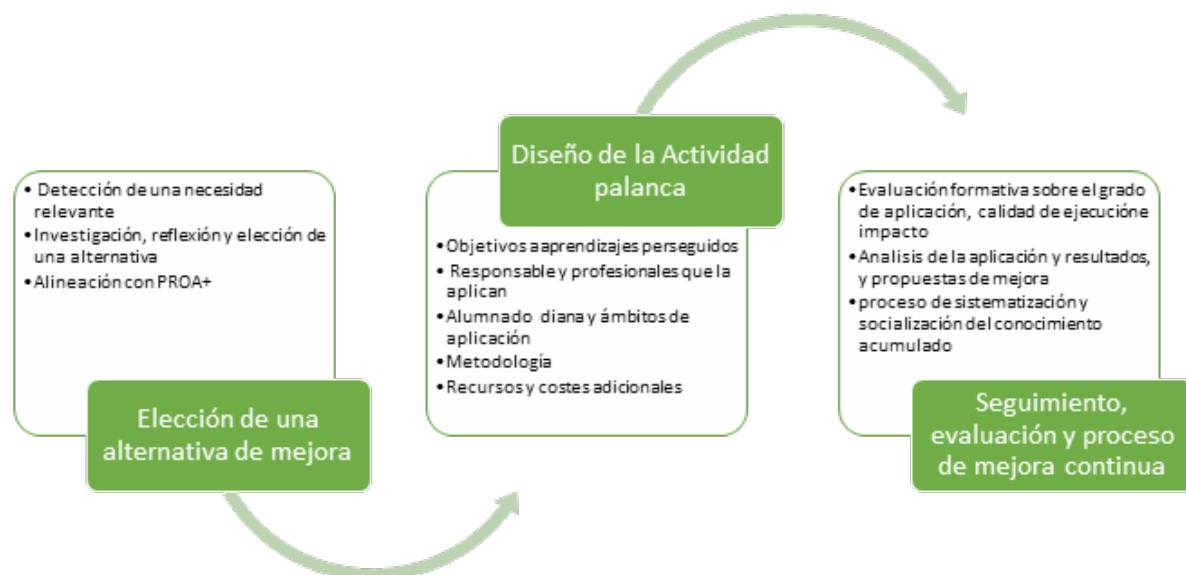 • Detección de una necesidad
relevante
• Investigación, reflexión y elección de
una alternativa
• Alineación con PROA+
Elección de una
alternativa de mejora
Diseño de la Actividad
palanca
• Objetivos aaprendizajes perseguidos
• Responsable y profesionales que la
aplican
• Alumnado diana y ámbitos de
aplicación
• Metodología
• Recursos y costes adicionales
• Evaluación formativa sobre el grado
de aplicación, calidad de ejecucióne
impacto
• Analisis de la aplicación y resultados,
y propuestas de mejora
• proceso de sistematización y
socialización del conocimiento
acumulado
Seguimiento,
evaluación y proceso
de mejora continua